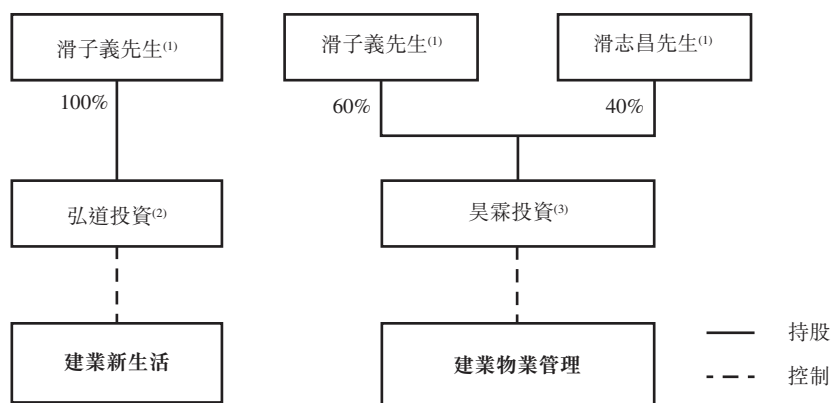 滑子義先生(1)
滑子義先生(1)
滑志昌先生(1)
100%
60%
40%
弘道投資(2)
昊霖投資(3)
建業新生活
建業物業管理
持股
控制